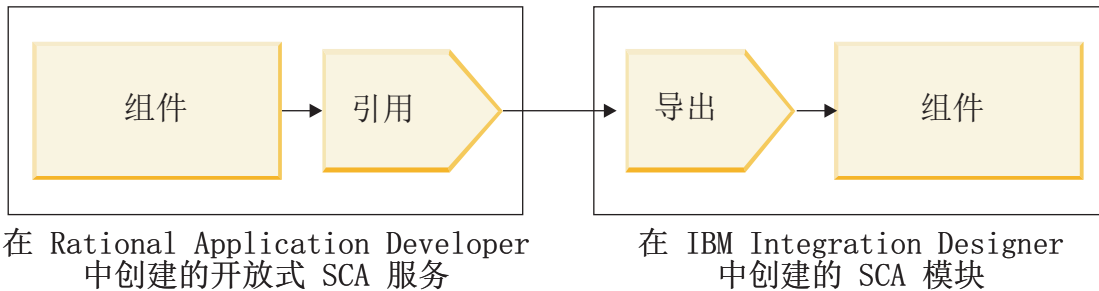 组件
引用
导出
组件
在 Rational Application Developer
中创建的开放式 SCA 服务
在 IBM Integration Designer
中创建的 SCA 模块